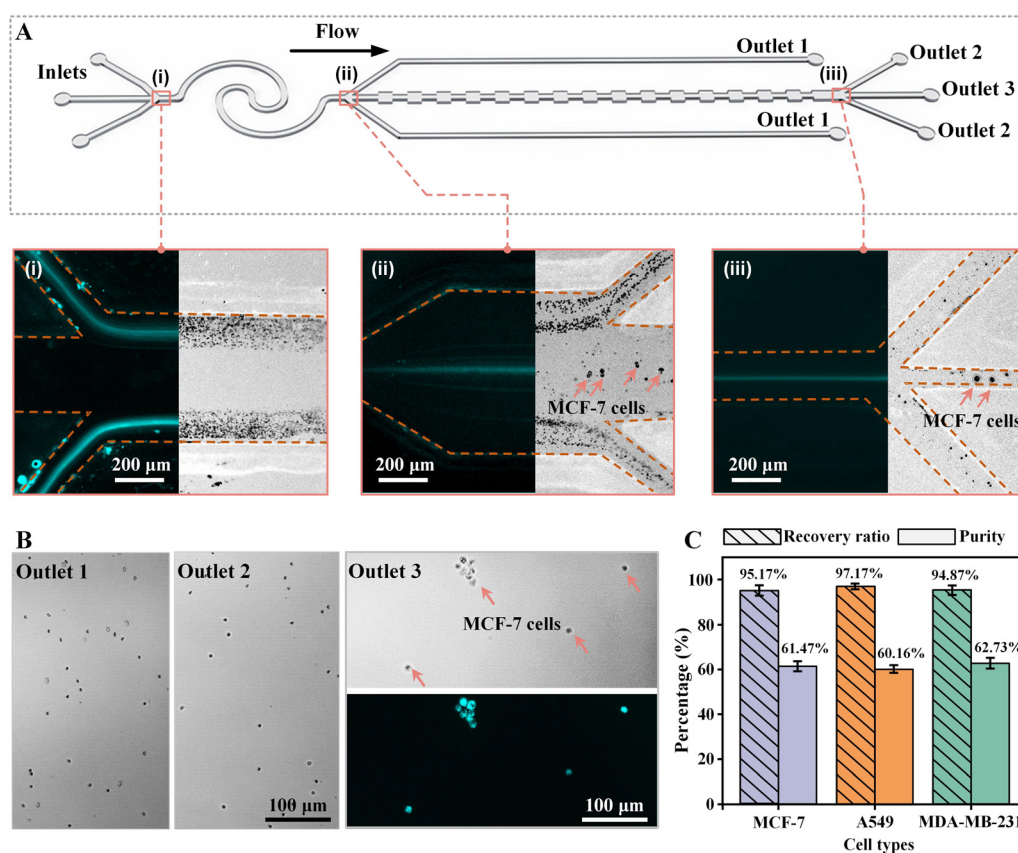 A
Flow
Inlets
(i)
(ii)
(iii)
Outlet 1
Outlet 2
Outlet 3
Outlet 1
Outlet 2
(i)
200 μm
(ii)
MCF-7 cells
200 μm
(iii)
MCF-7 cells
200 μm
B
Outlet 1
Outlet 2
100 μm
Outlet 3
MCF-7 cells
100 μm
C
Recovery ratio
Purity
Percentage (%)
100
80
60
40
20
0
95.17%
61.47%
97.17%
60.16%
94.87%
62.73%
MCF-7
A549
MDA-MB-231
Cell types